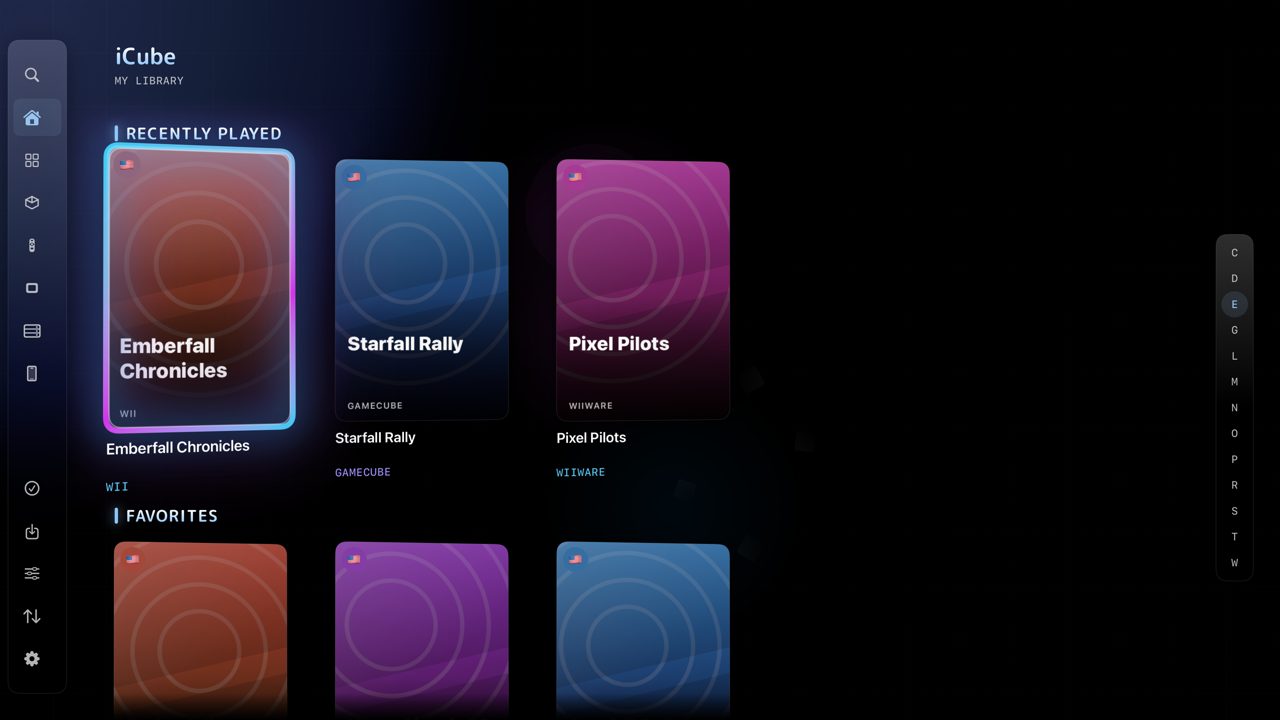 iCube
MY LIBRARY
RECENTLY PLAYED
Emberfall
Chronicles
WII
Starfall Rally
GAMECUBE
Pixel Pilots
WIIWARE
Emberfall Chronicles
WII
Starfall Rally
GAMECUBE
Pixel Pilots
WIIWARE
FAVORITES
C
D
E
G
L
M
N
O
P
R
S
T
W